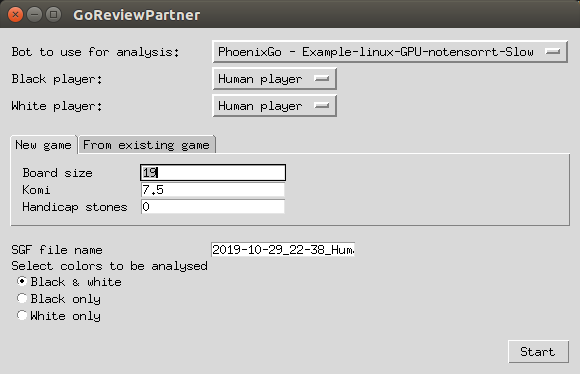 GoReviewPartner
Bot to use for analysis: PhoenixGo - Example-linux-GPU-notensorrt-Slow
Black player: Human player
White player: Human player
New game From existing game
Board size 19
Komi 7.5
Handicap stones 0
SGF file name 2019-10-29_22-38_Hum
Select colors to be analysed
Black & white
Black only
White only
Start